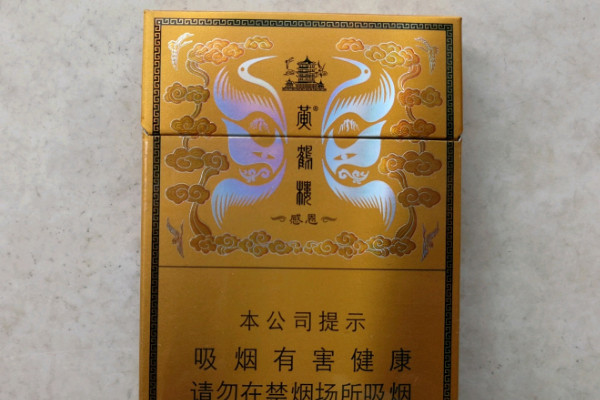 黄鹤楼®
感恩
本公司提示
吸烟有害健康
请勿在禁烟场所吸烟